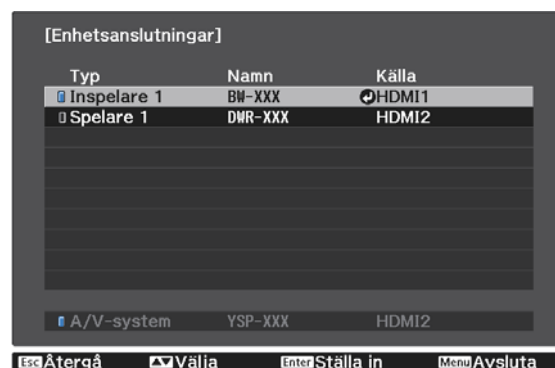 [Enhetsanslutningar]
Typ Namn Källa
Inspelare 1 BW-XXX HDMI1
Spelare 1 DWR-XXX HDMI2
A/V-system YSP-XXX HDMI2
Esc Återgå Välja Enter Ställa in Menu Avsluta